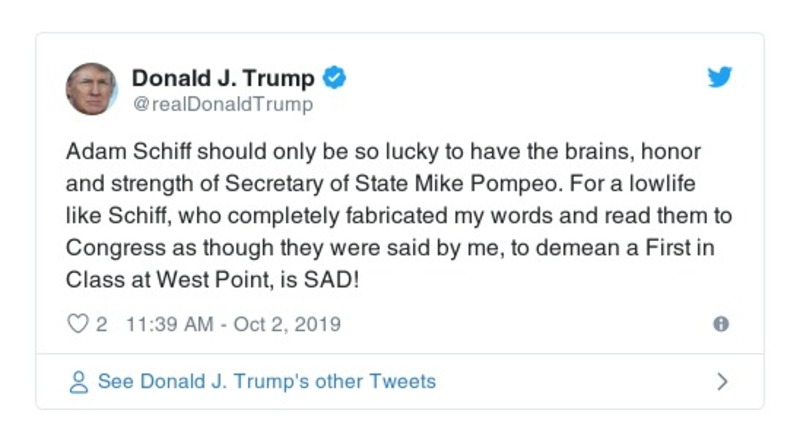 Donald J. Trump
@realDonaldTrump
Adam Schiff should only be so lucky to have the brains, honor
and strength of Secretary of State Mike Pompeo. For a lowlife
like Schiff, who completely fabricated my words and read them to
Congress as though they were said by me, to demean a First in
Class at West Point, is SAD!
2 11:39 AM - Oct 2, 2019
See Donald J. Trump's other Tweets